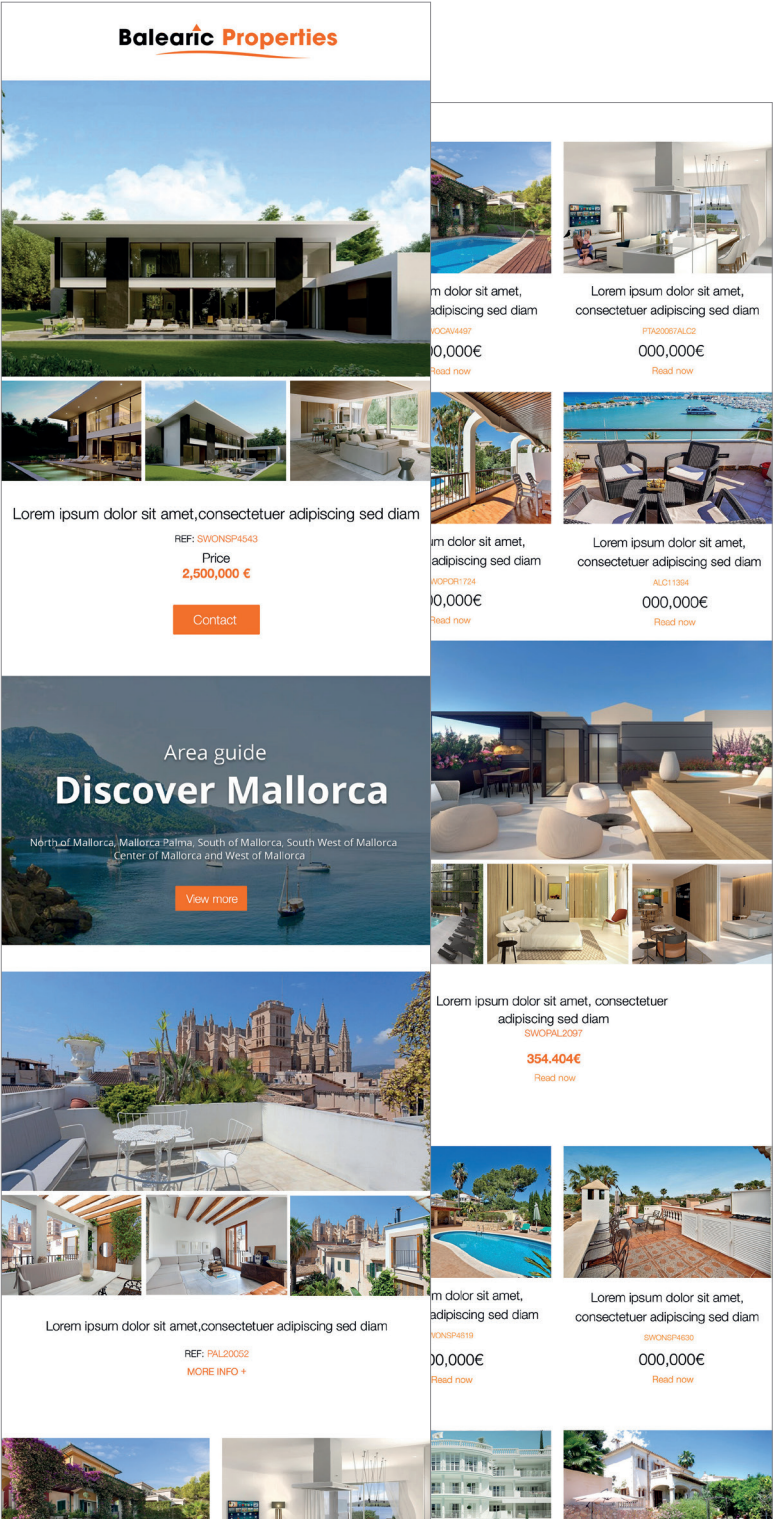 Balearic Properties
Lorem ipsum dolor sit amet,consectetuer adipiscing sed diam
REF: SWONSP4543
Price
2,500,000 €
Contact
Area guide
Discover Mallorca
North of Mallorca, Mallorca Palma, South of Mallorca, South West of Mallorca
Center of Mallorca and West of Mallorca
View more
Lorem ipsum dolor sit amet,consectetuer adipiscing sed diam
REF: PAL20052
MORE INFO +
dolor sit amet,
adipiscing sed diam
00,000€
Read now
Lorem ipsum dolor sit amet,
consectetuer adipiscing sed diam
PTA20067ALC2
000,000€
Read now
dolor sit amet,
adipiscing sed diam
00,000€
Read now
Lorem ipsum dolor sit amet,
consectetuer adipiscing sed diam
ALC11394
000,000€
Read now
Lorem ipsum dolor sit amet, consectetuer
adipiscing sed diam
SWOPAL2097
354.404€
Read now
dolor sit amet,
adipiscing sed diam
00,000€
Read now
Lorem ipsum dolor sit amet,
consectetuer adipiscing sed diam
SWONSP4630
000,000€
Read now